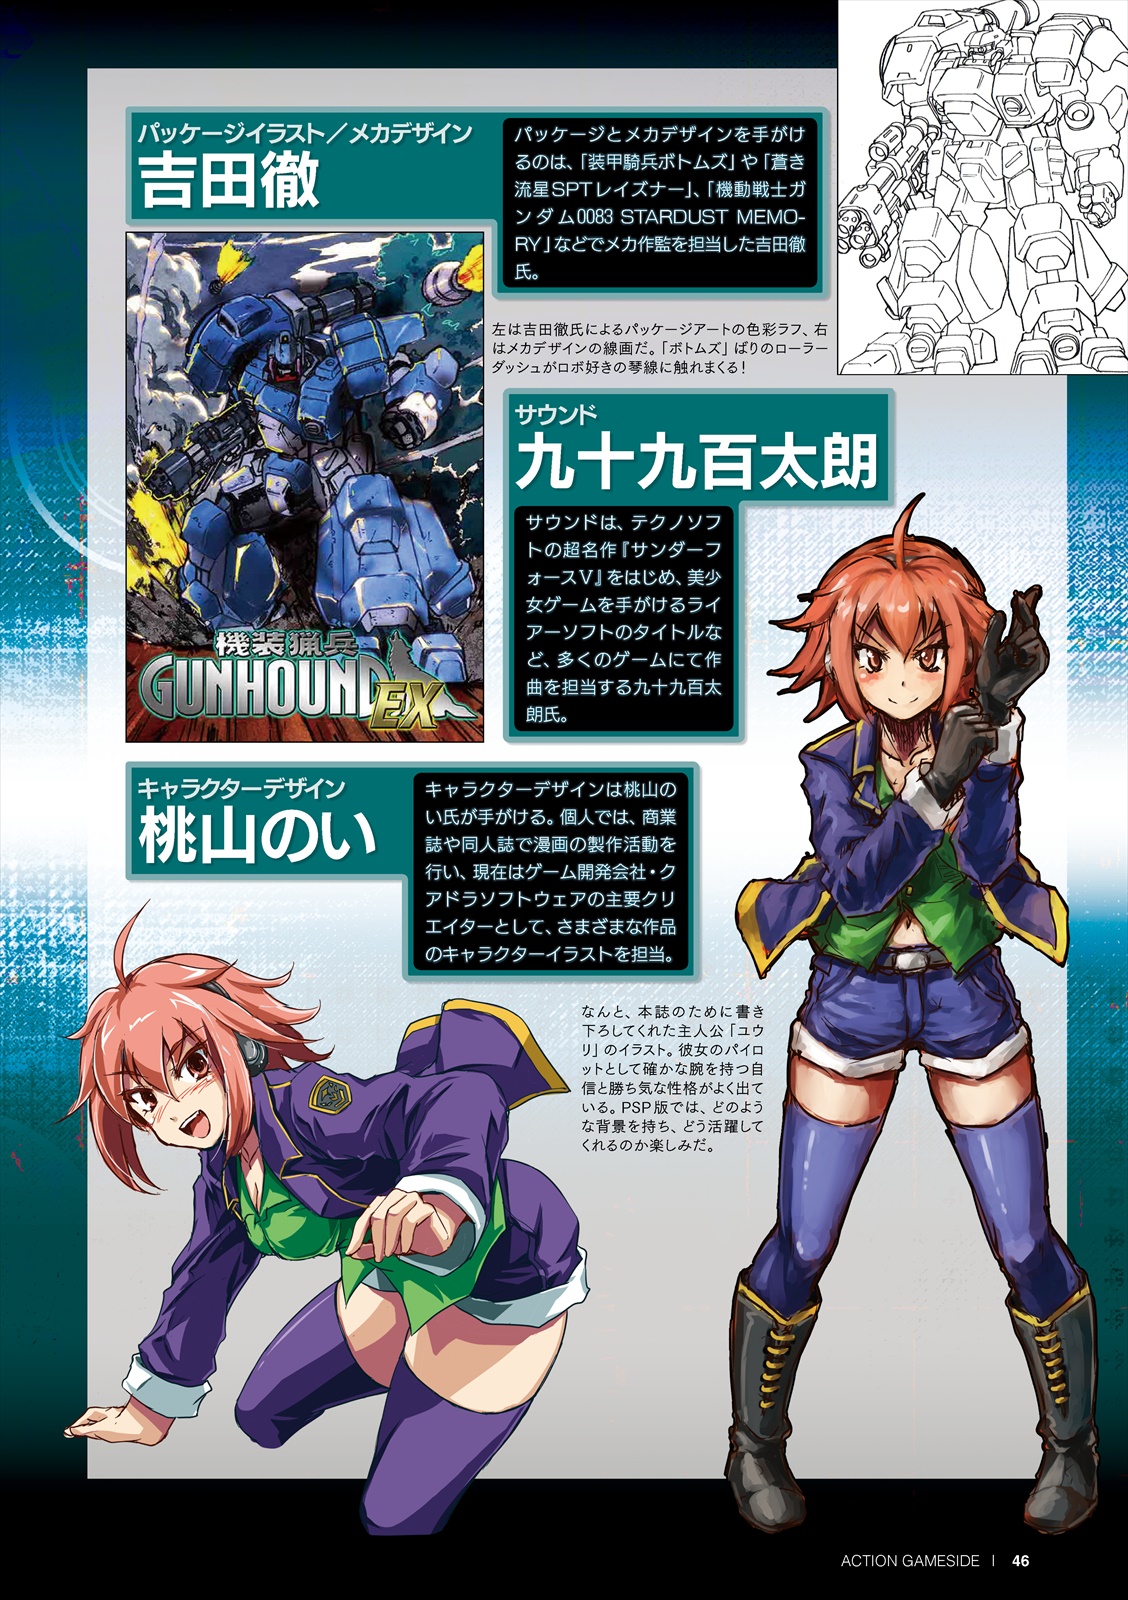 パッケージイラスト／メカデザイン
吉田徹
パッケージとメカデザインを手がけ
るのは、「装甲騎兵ボトムズ」や「蒼き
流星SPTレイズナー」、「機動戦士ガ
ンダム0083 STARDUST MEMO-
RY」などでメカ作監を担当した吉田徹
氏。
左は吉田徹氏によるパッケージアートの色彩ラフ、右
はメカデザインの線画だ。「ボトムズ」ばりのローラー
ダッシュがロボ好きの琴線に触れまくる！
機装猟兵
GUNHOUND
EX
サウンド
九十九百太朗
サウンドは、テクノソフ
トの超名作『サンダーフ
ォースⅤ』をはじめ、美少
女ゲームを手がけるライ
アーソフトのタイトルな
ど、多くのゲームにて作
曲を担当する九十九百太
朗氏。
キャラクターデザイン
桃山のい
キャラクターデザインは桃山の
い氏が手がける。個人では、商業
誌や同人誌で漫画の製作活動を
行い、現在はゲーム開発会社・ク
アドラソフトウェアの主要クリ
エイターとして、さまざまな作品
のキャラクターイラストを担当。
なんと、本誌のために書き
下ろしてくれた主人公「ユウ
リ」のイラスト。彼女のパイロ
ットとして確かな腕を持つ自
信と勝ち気な性格がよく出て
いる。PSP版では、どのよう
な背景を持ち、どう活躍して
くれるのか楽しみだ。
ACTION GAMESIDE | 46